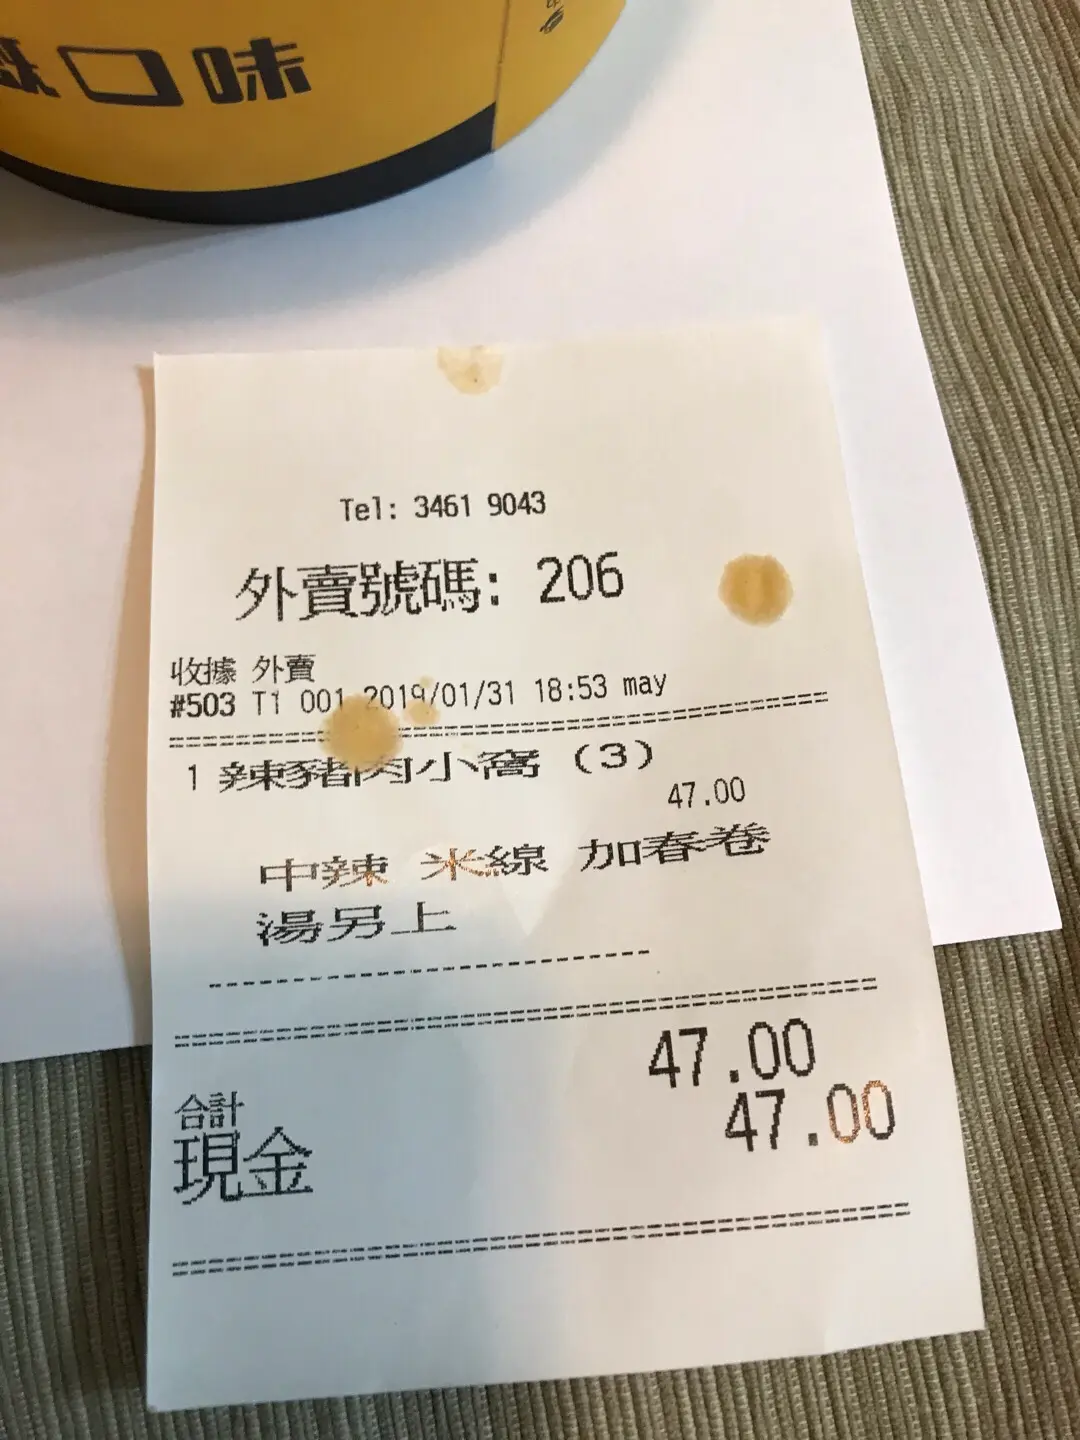 口味
Tel: 3461 9043
外賣號碼: 206
收據 外賣
#503 T1 001 2019/01/31 18:53 may
1 辣豬肉小窩 (3)
47.00
中辣 米線 加春卷
湯另上
47.00
合計
47.00
現金